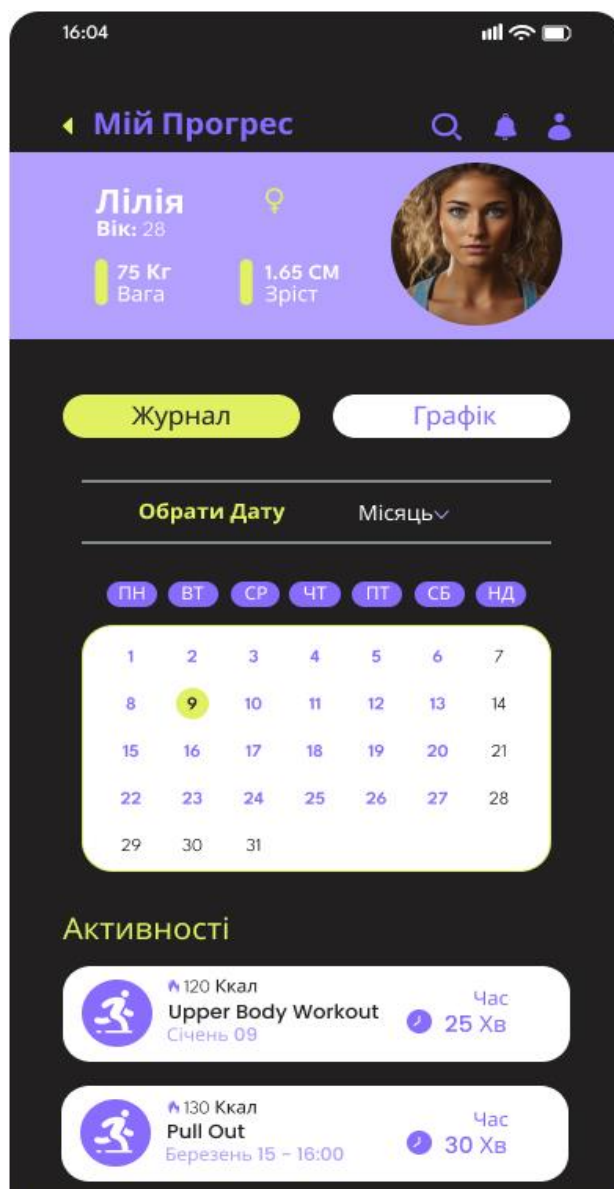 16:04
Мій Прогрес
Лілія
Вік: 28
75 Кг
Вага
1.65 СМ
Зріст
Журнал
Графік
Обрати Дату
Місяць
ПН ВТ СР ЧТ ПТ СБ НД
1 2 3 4 5 6 7
8 9 10 11 12 13 14
15 16 17 18 19 20 21
22 23 24 25 26 27 28
29 30 31
Активності
120 Ккал
Upper Body Workout
Січень 09
Час
25 Хв
130 Ккал
Pull Out
Березень 15 - 16:00
Час
30 Хв